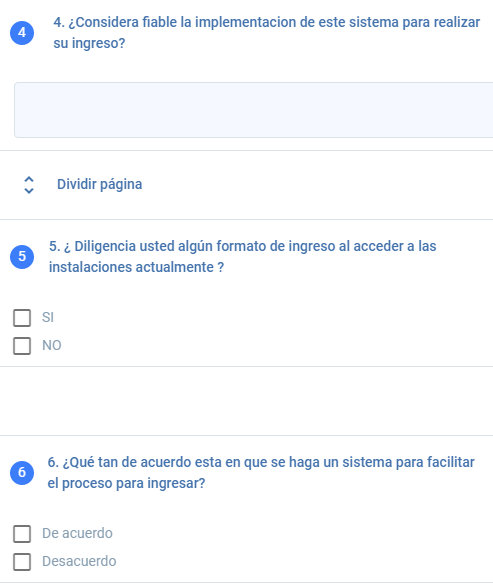 4
4. ¿Considera fiable la implementacion de este sistema para realizar
su ingreso?
Dividir página
5
5. ¿ Diligencia usted algún formato de ingreso al acceder a las
instalaciones actualmente ?
SI
NO
6
6. ¿Qué tan de acuerdo esta en que se haga un sistema para facilitar
el proceso para ingresar?
De acuerdo
Desacuerdo